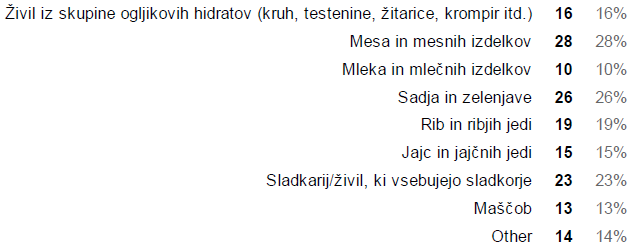 Živil iz skupine ogljikovih hidratov (kruh, testenine, žitarice, krompir itd.) 16 16%
Mesa in mesnih izdelkov 28 28%
Mleka in mlečnih izdelkov 10 10%
Sadja in zelenjave 26 26%
Rib in ribjih jedi 19 19%
Jajc in jajčnih jedi 15 15%
Sladkarij/živil, ki vsebujejo sladkorje 23 23%
Maščob 13 13%
Other 14 14%